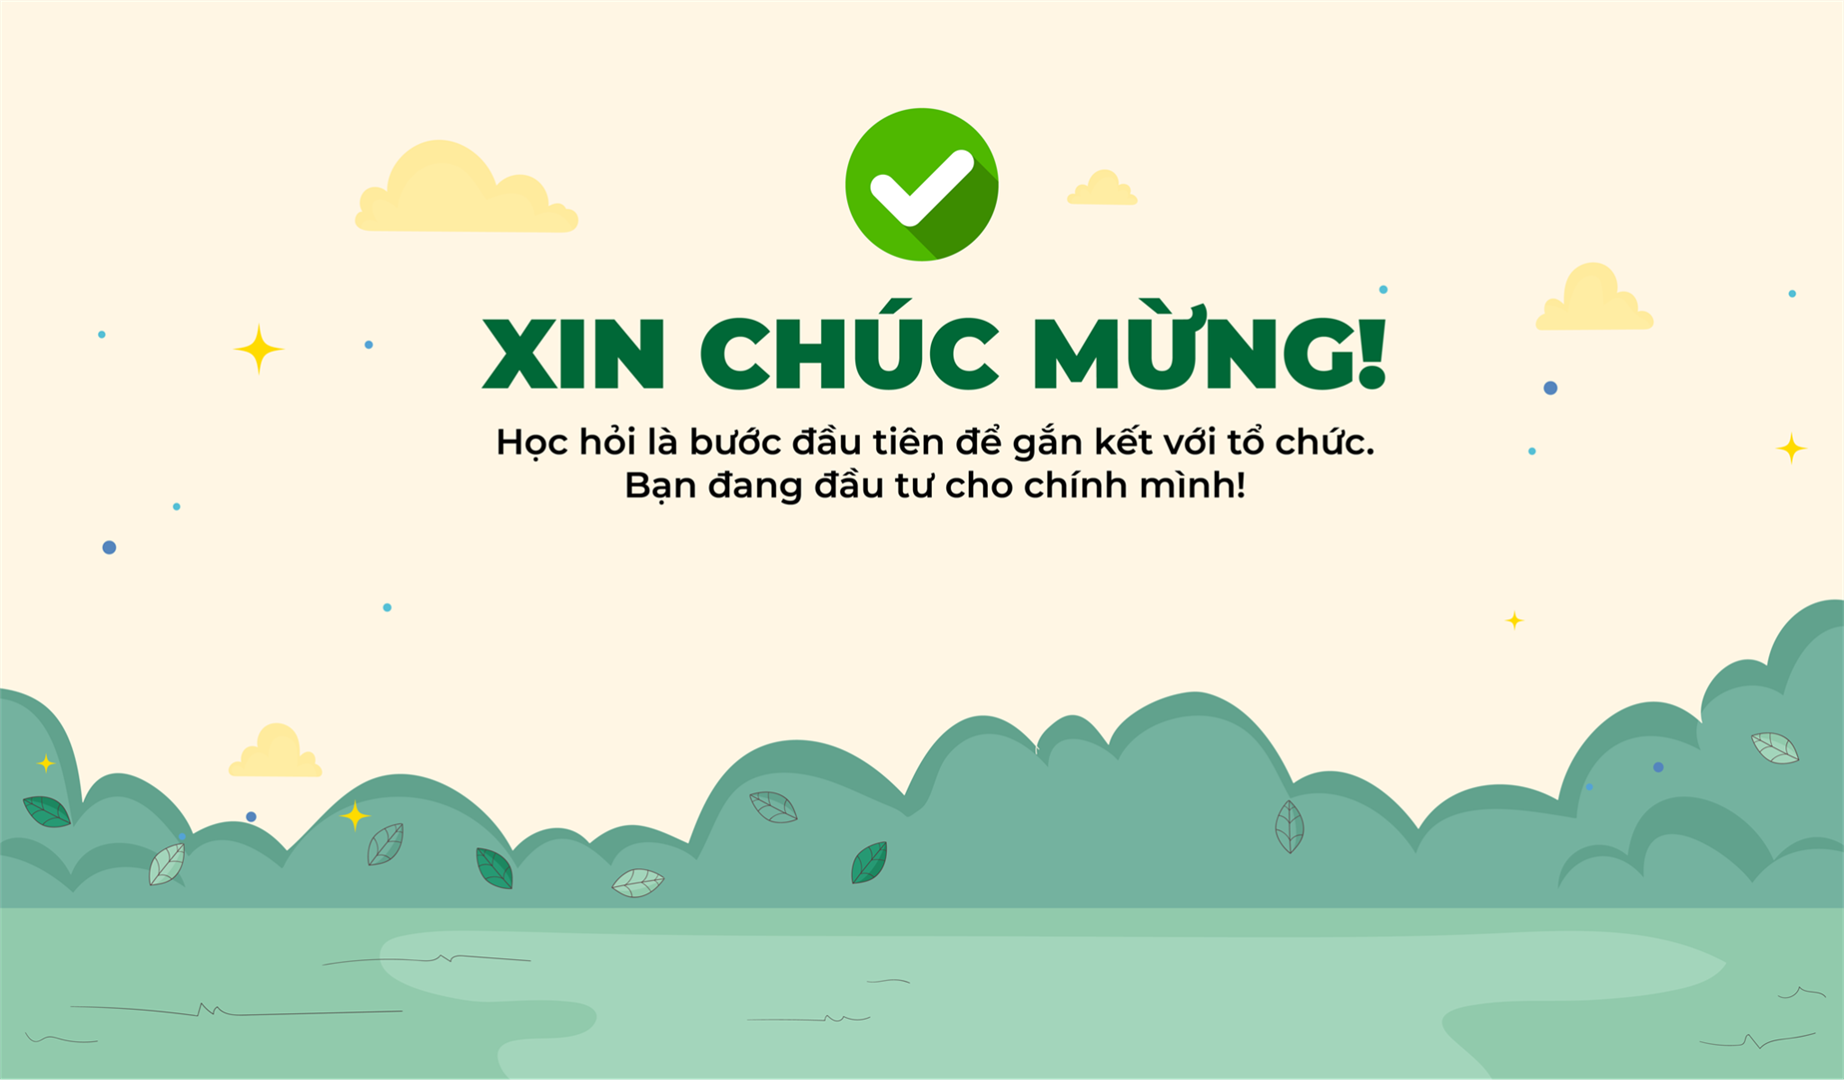 XIN CHÚC MỪNG!
Học hỏi là bước đầu tiên để gắn kết với tổ chức.
Bạn đang đầu tư cho chính mình!